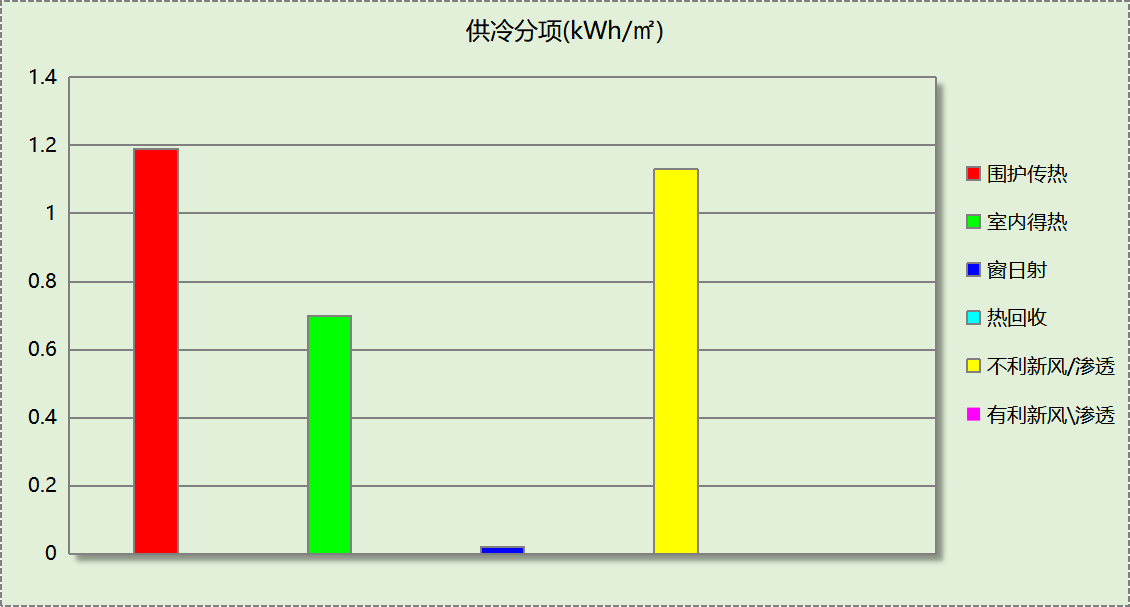 供冷分项(kWh/㎡)
1.4
1.2
1
0.8
0.6
0.4
0.2
0
围护传热
室内得热
窗日射
热回收
不利新风/渗透
有利新风\渗透